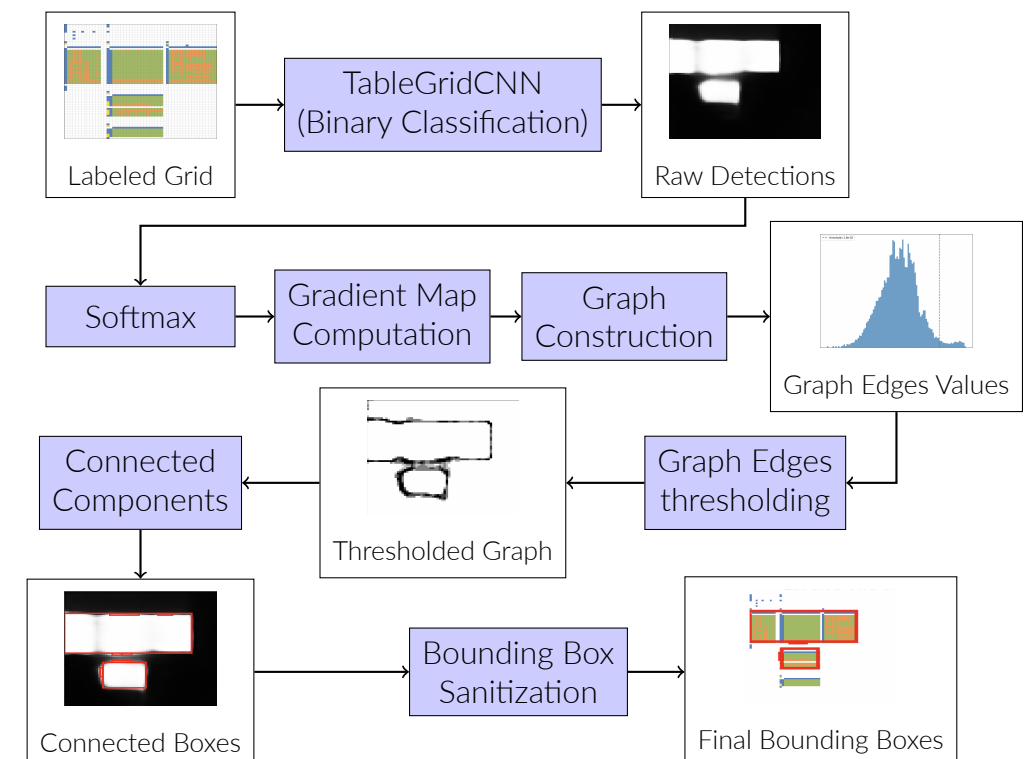 TableGridCNN
(Binary Classification)
Labeled Grid
Raw Detections
Softmax
Gradient Map
Computation
Graph
Construction
Graph Edges Values
Connected
Components
Thresholded Graph
Graph Edges
thresholding
Connected Boxes
Bounding Box
Sanitization
Final Bounding Boxes